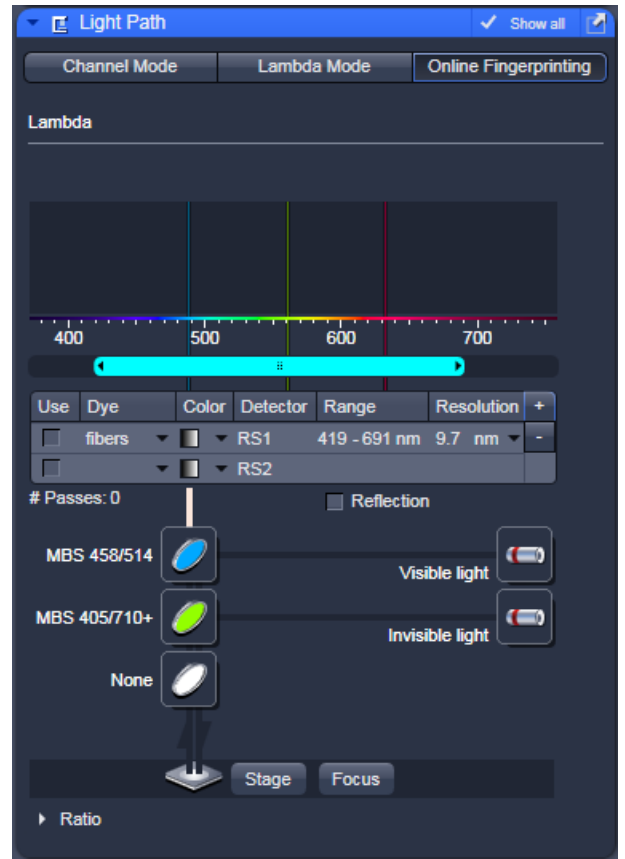 Light Path Show all
Channel Mode Lambda Mode Online Fingerprinting
Lambda
400 500 600 700
Use Dye Color Detector Range Resolution +
fibers RS1 419 - 691 nm 9.7 nm -
RS2
# Passes: 0 Reflection
MBS 458/514
Visible light
MBS 405/710+
Invisible light
None
Stage Focus
Ratio